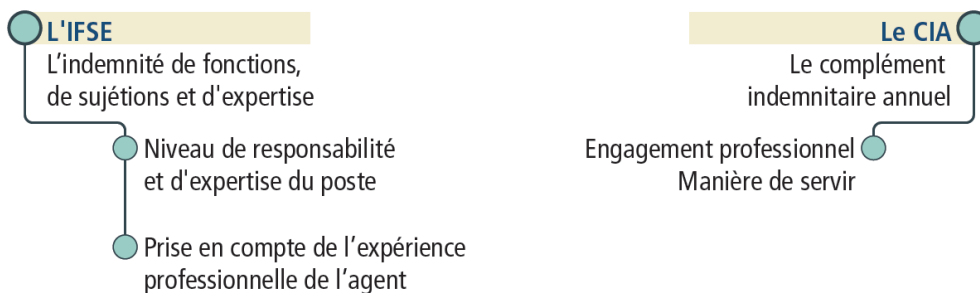 L'IFSE
L’indemnité de fonctions,
de sujétions et d'expertise
Niveau de responsabilité
et d'expertise du poste
Prise en compte de l’expérience
professionnelle de l’agent
Le CIA
Le complément
indemnitaire annuel
Engagement professionnel
Manière de servir